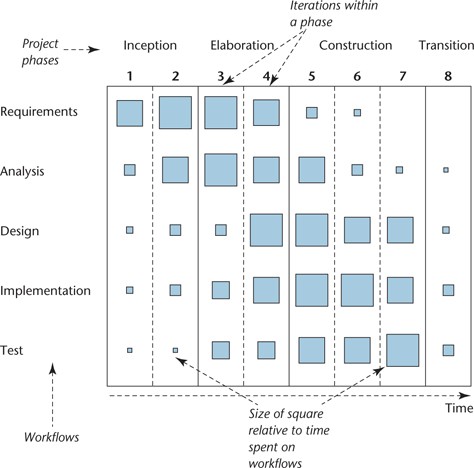 Iterations within
a phase
Project
phases
Inception
Elaboration
Construction
Transition
1 2 3 4 5 6 7 8
Requirements
Analysis
Design
Implementation
Test
Time
Size of square
relative to time
spent on
workflows
Workflows